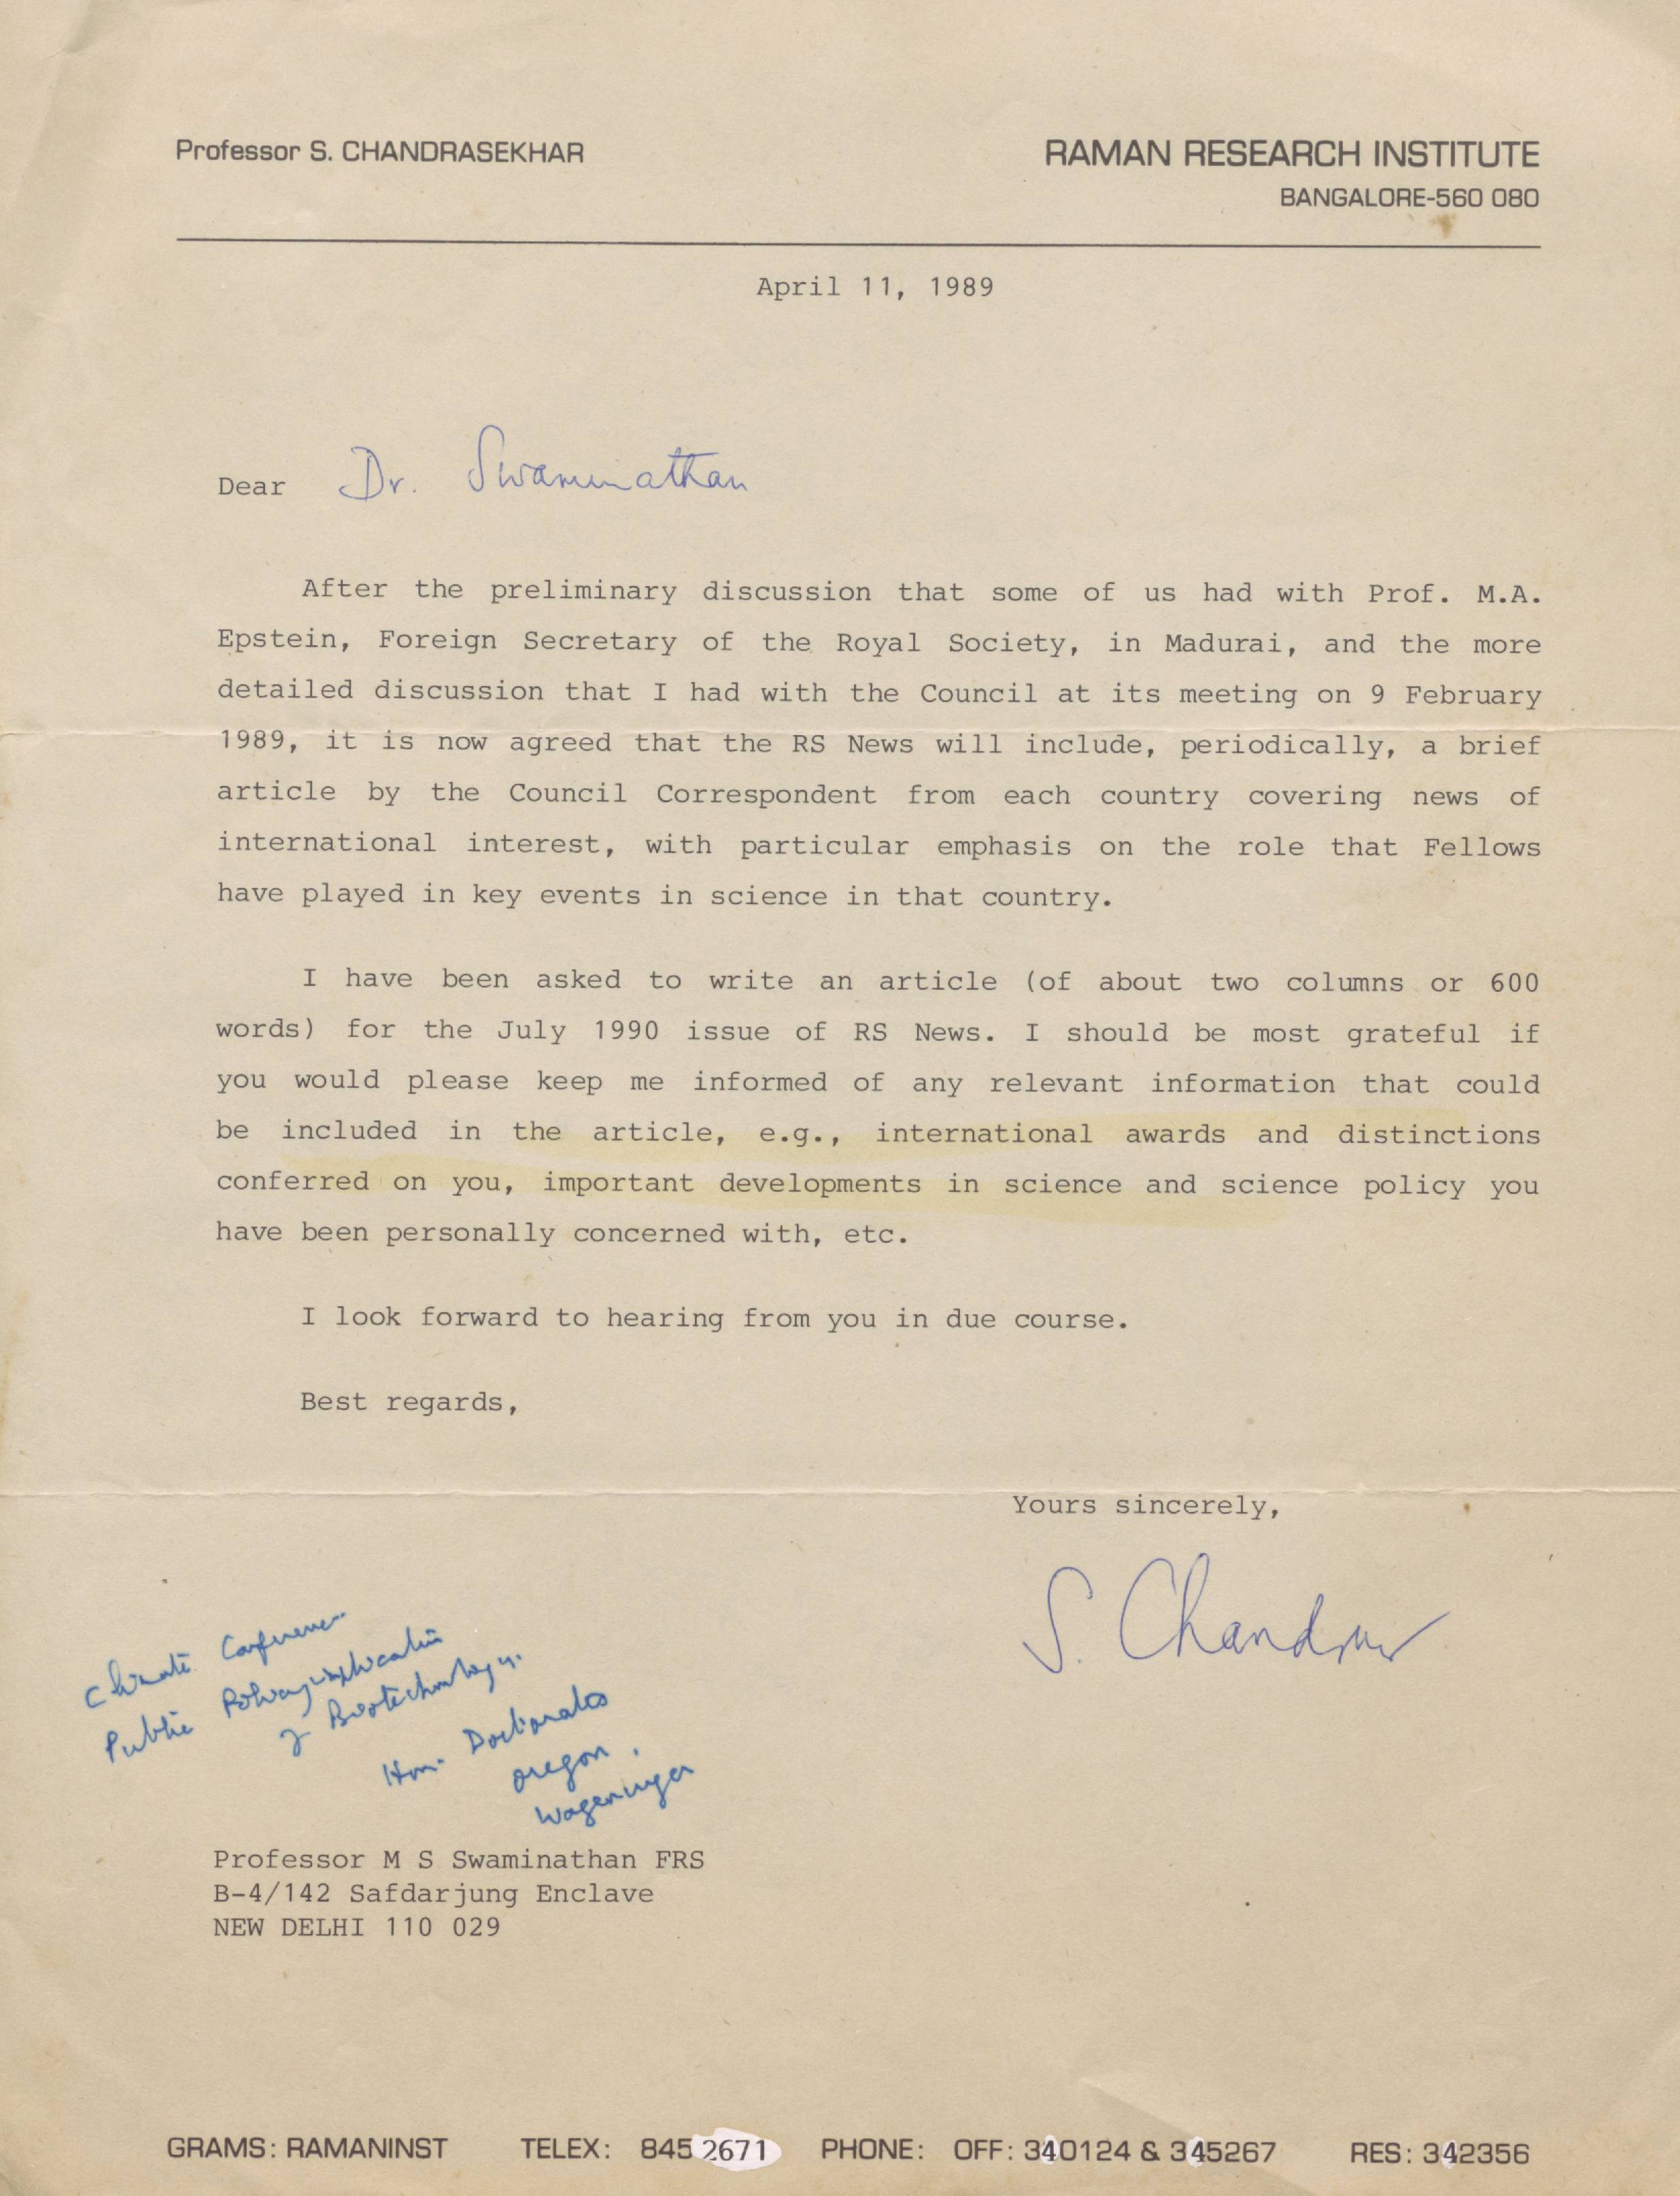 Professor S. CHANDRASEKHAR
RAMAN RESEARCH INSTITUTE
BANGALORE-560 080
April 11, 1989
Dear Dr. Swaminathan
After the preliminary discussion that some of us had with Prof. M.A.
Epstein, Foreign Secretary of the Royal Society, in Madurai, and the more
detailed discussion that I had with the Council at its meeting on 9 February
1989, it is now agreed that the RS News will include, periodically, a brief
article by the Council Correspondent from each country covering news of
international interest, with particular emphasis on the role that Fellows
have played in key events in science in that country.
I have been asked to write an article (of about two columns or 600
words) for the July 1990 issue of RS News. I should be most grateful if
you would please keep me informed of any relevant information that could
be included in the article, e.g., international awards and distinctions
conferred on you, important developments in science and science policy you
have been personally concerned with, etc.
I look forward to hearing from you in due course.
Best regards,
Yours sincerely,
S. Chandra
Climate Conference
Public Policy implication
of Biotechnology.
Hon. Doctorates
Oregon.
Wageningen
Professor M S Swaminathan FRS
B-4/142 Safdarjung Enclave
NEW DELHI 110 029
GRAMS: RAMANINST TELEX: 845 2671 PHONE: OFF: 340124 & 345267 RES: 342356